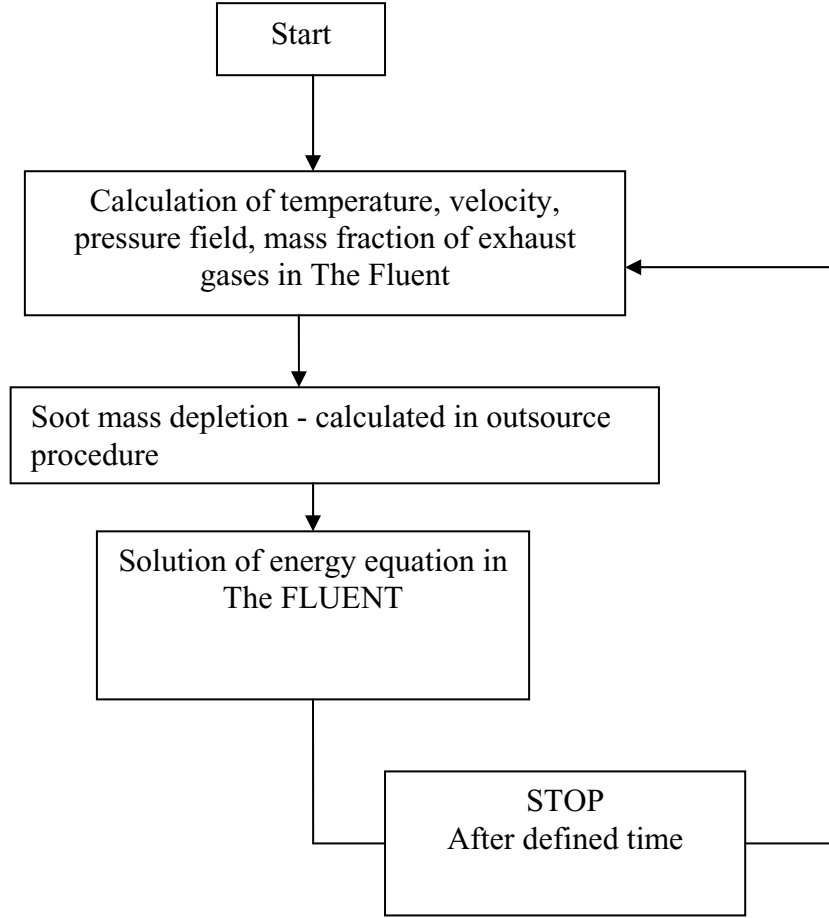 Start
Calculation of temperature, velocity,
pressure field, mass fraction of exhaust
gases in The Fluent
Soot mass depletion - calculated in outsource
procedure
Solution of energy equation in
The FLUENT
STOP
After defined time